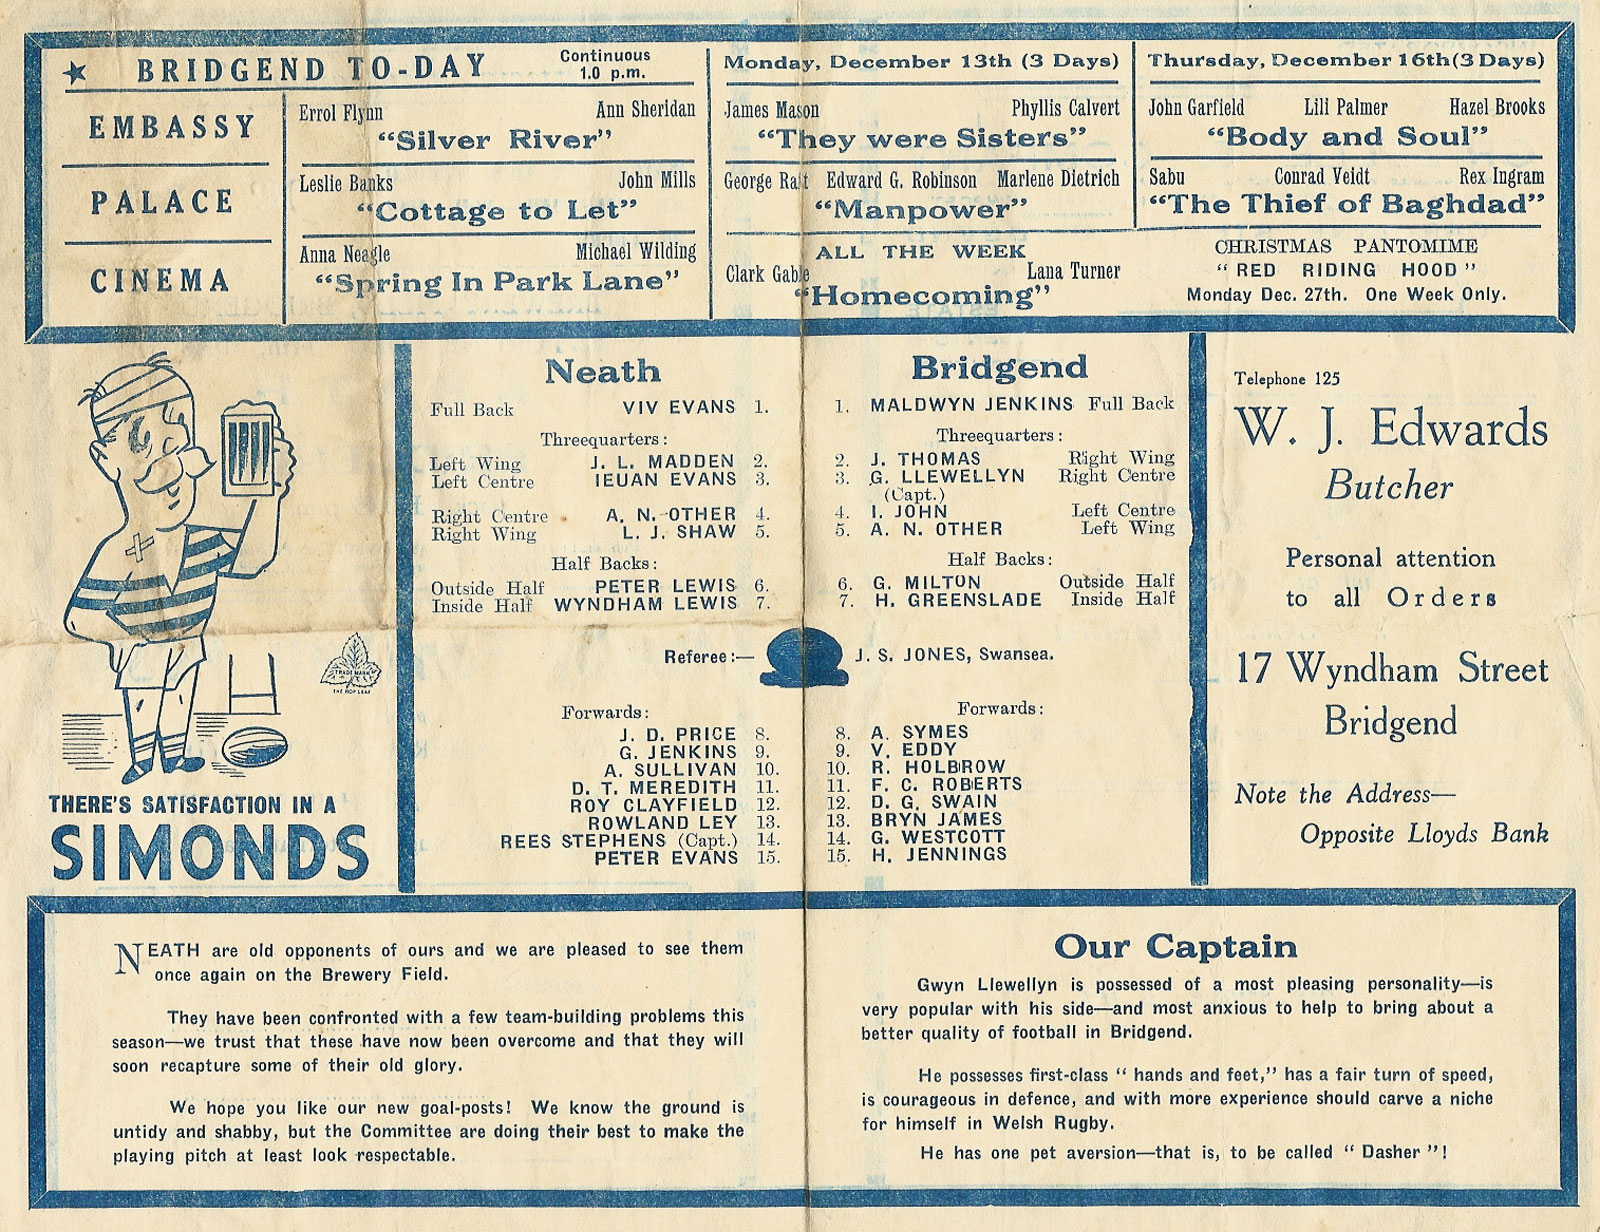 ★ BRIDGEND TO-DAY Continuous 1.0 p.m.
EMBASSY
Errol Flynn Ann Sheridan
“Silver River”
PALACE
Leslie Banks John Mills
“Cottage to Let”
CINEMA
Anna Neagle Michael Wilding
“Spring In Park Lane”
Monday, December 13th (3 Days)
James Mason Phyllis Calvert
“They were Sisters”
George Raft Edward G. Robinson Marlene Dietrich
“Manpower”
Thursday, December 16th (3 Days)
John Garfield Lili Palmer Hazel Brooks
“Body and Soul”
Sabu Conrad Veidt Rex Ingram
“The Thief of Baghdad”
ALL THE WEEK
Clark Gable Lana Turner
“Homecoming”
CHRISTMAS PANTOMIME
“RED RIDING HOOD”
Monday Dec. 27th. One Week Only.
TRADE MARK
THE HOP LEAF
THERE'S SATISFACTION IN A
SIMONDS
Neath
Full Back VIV EVANS 1.
Threequarters:
Left Wing J. L. MADDEN 2.
Left Centre IEUAN EVANS 3.
Right Centre A. N. OTHER 4.
Right Wing L. J. SHAW 5.
Half Backs:
Outside Half PETER LEWIS 6.
Inside Half WYNDHAM LEWIS 7.
Bridgend
1. MALDWYN JENKINS Full Back
Threequarters:
2. J. THOMAS Right Wing
3. G. LLEWELLYN Right Centre
(Capt.)
4. I. JOHN Left Centre
5. A. N. OTHER Left Wing
Half Backs:
6. G. MILTON Outside Half
7. H. GREENSLADE Inside Half
Referee:— J. S. JONES, Swansea.
Forwards:
J. D. PRICE 8.
G. JENKINS 9.
A. SULLIVAN 10.
D. T. MEREDITH 11.
ROY CLAYFIELD 12.
ROWLAND LEY 13.
REES STEPHENS (Capt.) 14.
PETER EVANS 15.
Forwards:
8. A. SYMES
9. V. EDDY
10. R. HOLBROW
11. F. C. ROBERTS
12. D. G. SWAIN
13. BRYN JAMES
14. G. WESTCOTT
15. H. JENNINGS
Telephone 125
W. J. Edwards
Butcher
Personal attention
to all Orders
17 Wyndham Street
Bridgend
Note the Address—
Opposite Lloyds Bank
NEATH are old opponents of ours and we are pleased to see them
once again on the Brewery Field.
They have been confronted with a few team-building problems this
season—we trust that these have now been overcome and that they will
soon recapture some of their old glory.
We hope you like our new goal-posts! We know the ground is
untidy and shabby, but the Committee are doing their best to make the
playing pitch at least look respectable.
Our Captain
Gwyn Llewellyn is possessed of a most pleasing personality—is
very popular with his side—and most anxious to help to bring about a
better quality of football in Bridgend.
He possesses first-class “ hands and feet,” has a fair turn of speed,
is courageous in defence, and with more experience should carve a niche
for himself in Welsh Rugby.
He has one pet aversion—that is, to be called “ Dasher ”!